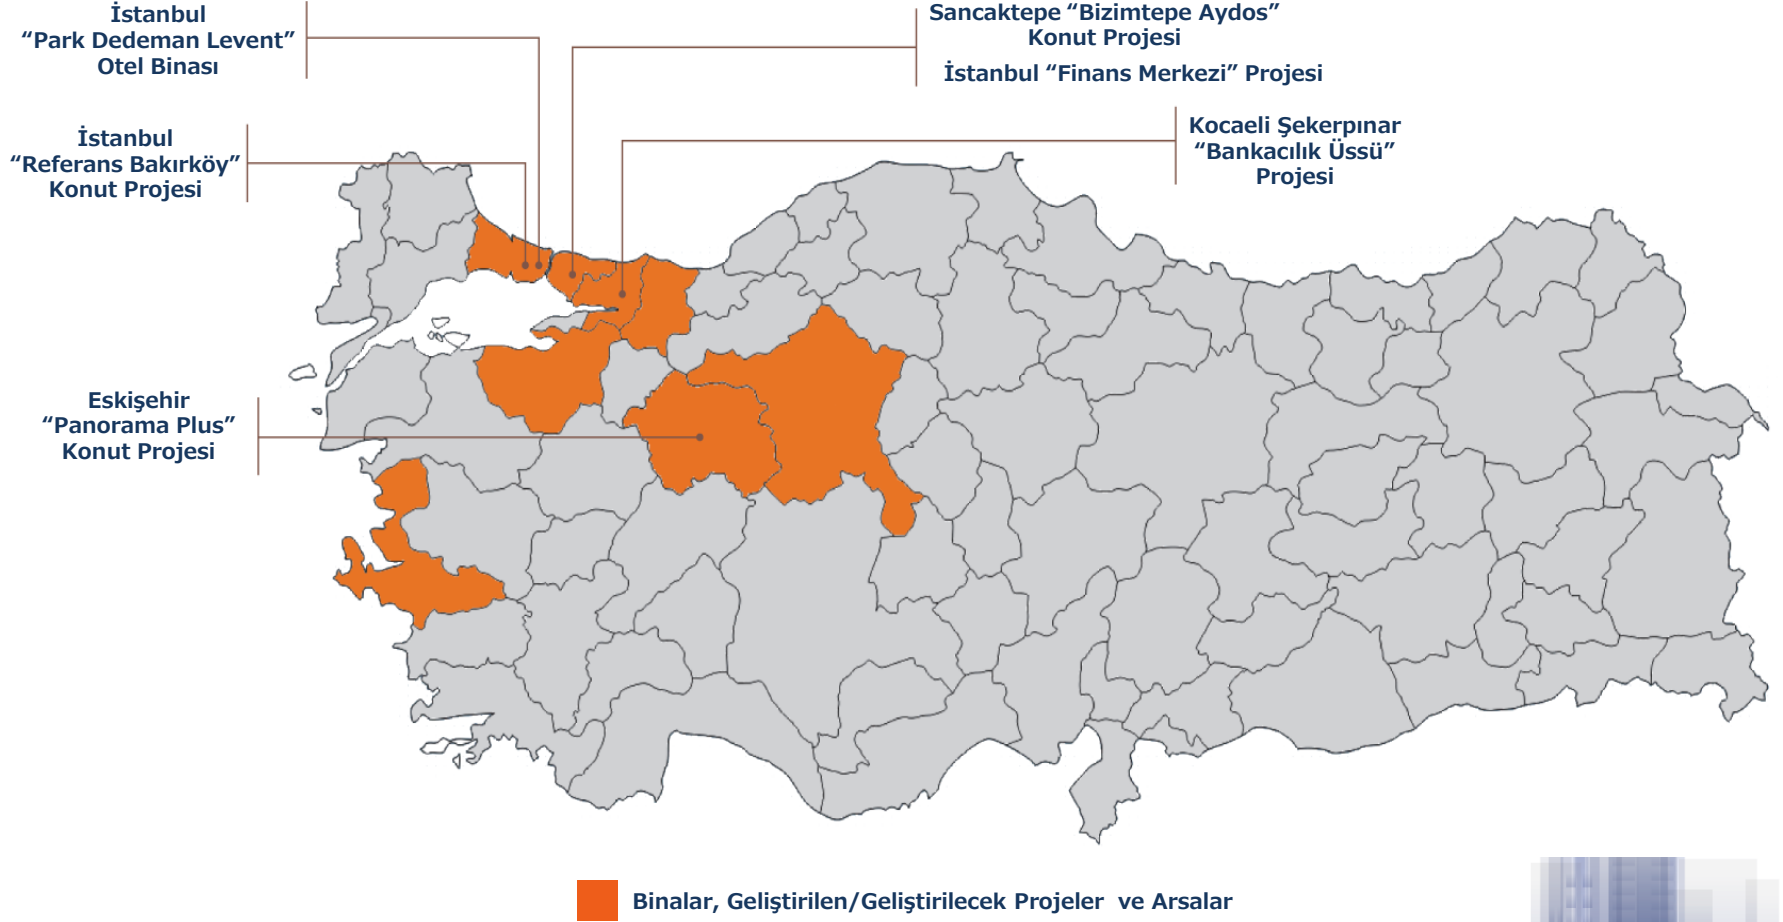 İstanbul
“Park Dedeman Levent”
Otel Binası
Sancaktepe “Bizimtepe Aydos”
Konut Projesi
İstanbul “Finans Merkezi” Projesi
İstanbul
“Referans Bakırköy”
Konut Projesi
Kocaeli Şekerpınar
“Bankacılık Üssü”
Projesi
Eskişehir
“Panorama Plus”
Konut Projesi
Binalar, Geliştirilen/Geliştirilecek Projeler ve Arsalar